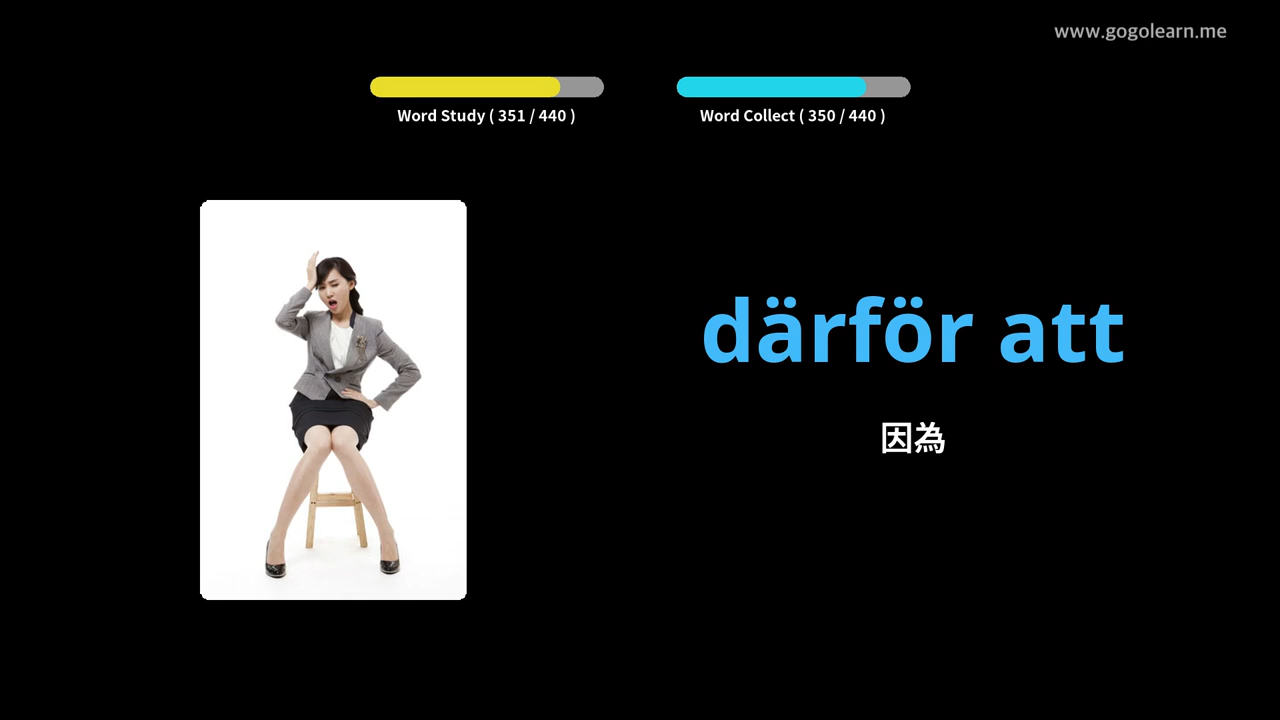 www.gogolearn.me
Word Study ( 351 / 440 )
Word Collect ( 350 / 440 )
därför att
因為